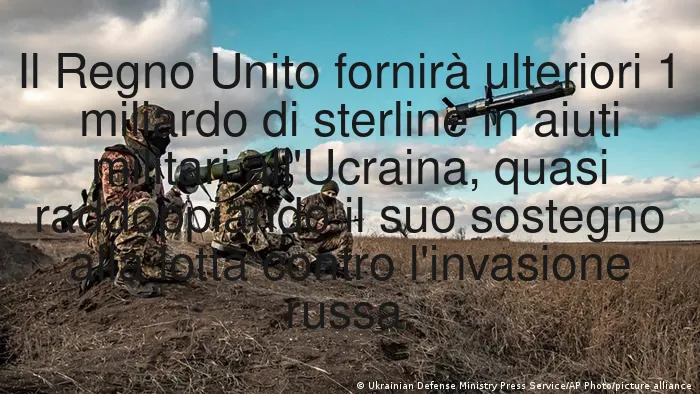 Il Regno Unito fornirà ulteriori 1
miliardo di sterline in aiuti
militari all'Ucraina, quasi
raddoppiando il suo sostegno
alla lotta contro l'invasione
russa
© Ukrainian Defense Ministry Press Service/AP Photo/picture alliance